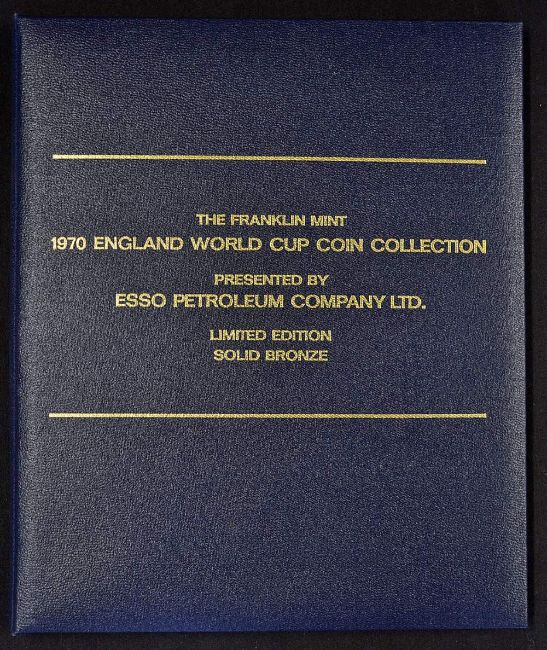 THE FRANKLIN MINT
1970 ENGLAND WORLD CUP COIN COLLECTION
PRESENTED BY
ESSO PETROLEUM COMPANY LTD.
LIMITED EDITION
SOLID BRONZE